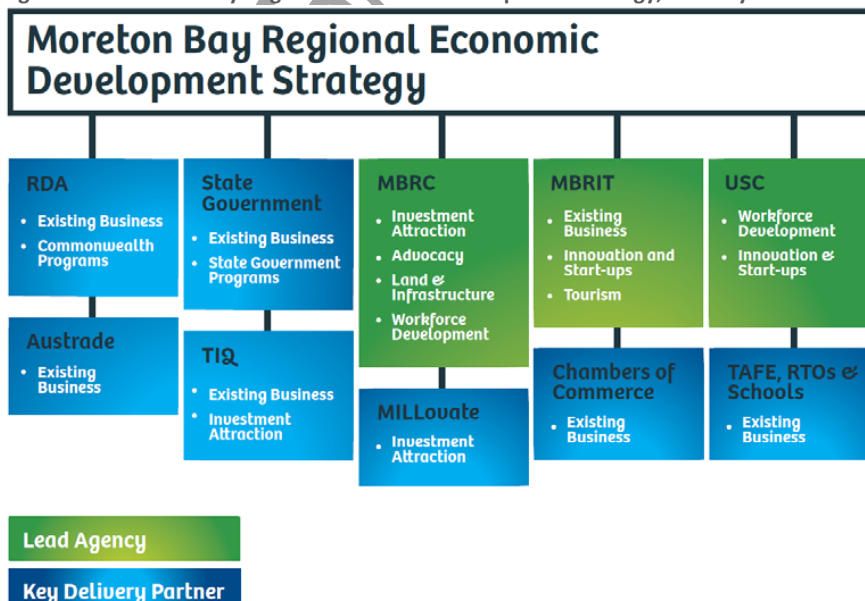 Moreton Bay Regional Economic
Development Strategy
RDA
• Existing Business
• Commonwealth
Programs
Austrade
• Existing
Business
State
Government
• Existing Business
• State Government
Programs
TIQ
• Existing Business
• Investment
Attraction
MBRC
• Investment
Attraction
• Advocacy
• Land &
Infrastructure
• Workforce
Development
MILLovate
• Investment
Attraction
MBRIT
• Existing
Business
• Innovation and
Start-ups
• Tourism
Chambers of
Commerce
• Existing
Business
USC
• Workforce
Development
• Innovation &
Start-ups
TAFE, RTOs &
Schools
• Existing
Business
Lead Agency
Key Delivery Partner